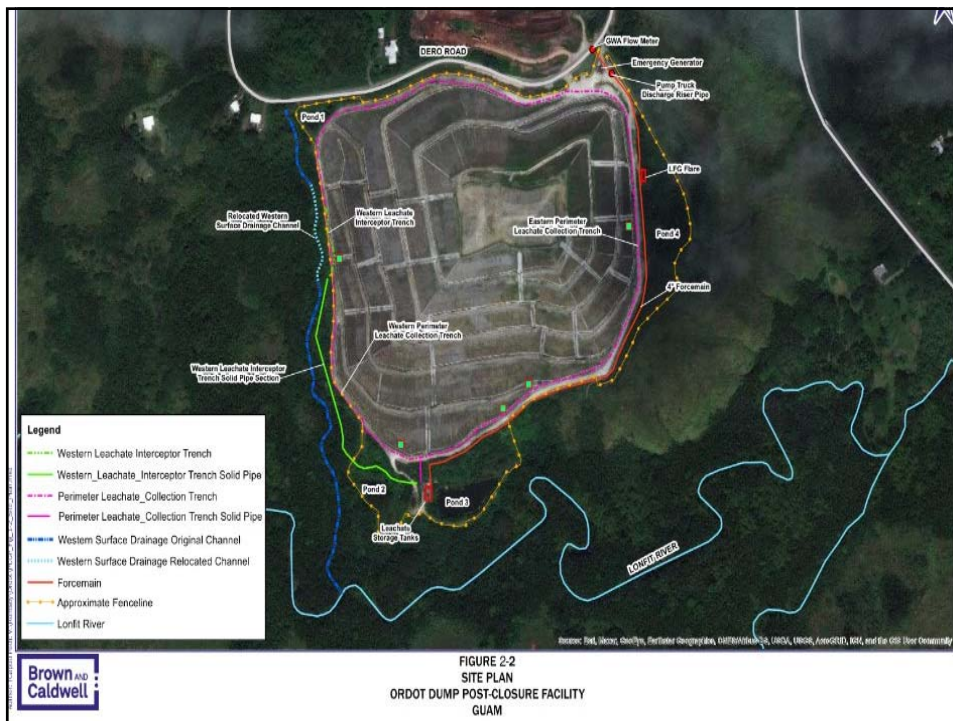 GWA Flow Meter
DERO ROAD
Emergency Generator
Pump Truck
Discharge Riser Pipe
Pond 1
LFG Flare
Relocated Western
Surface Drainage Channel
Western Leachate
Interceptor Trench
Eastern Perimeter
Leachate Collection Trench
Pond 4
4" Forcemain
Western Perimeter
Leachate Collection Trench
Western Leachate Interceptor
Trench Solid Pipe Section
Pond 2
Pond 3
Leachate
Storage Tanks
LONFIT RIVER
Legend
Western Leachate Interceptor Trench
Western_Leachate_Interceptor Trench Solid Pipe
Perimeter Leachate_Collection Trench
Perimeter Leachate_Collection Trench Solid Pipe
Western Surface Drainage Original Channel
Western Surface Drainage Relocated Channel
Forcemain
Approximate Fenceline
Lonfit River
and the GIS User Community
Brown AND
Caldwell
FIGURE 2-2
SITE PLAN
ORDOT DUMP POST-CLOSURE FACILITY
GUAM